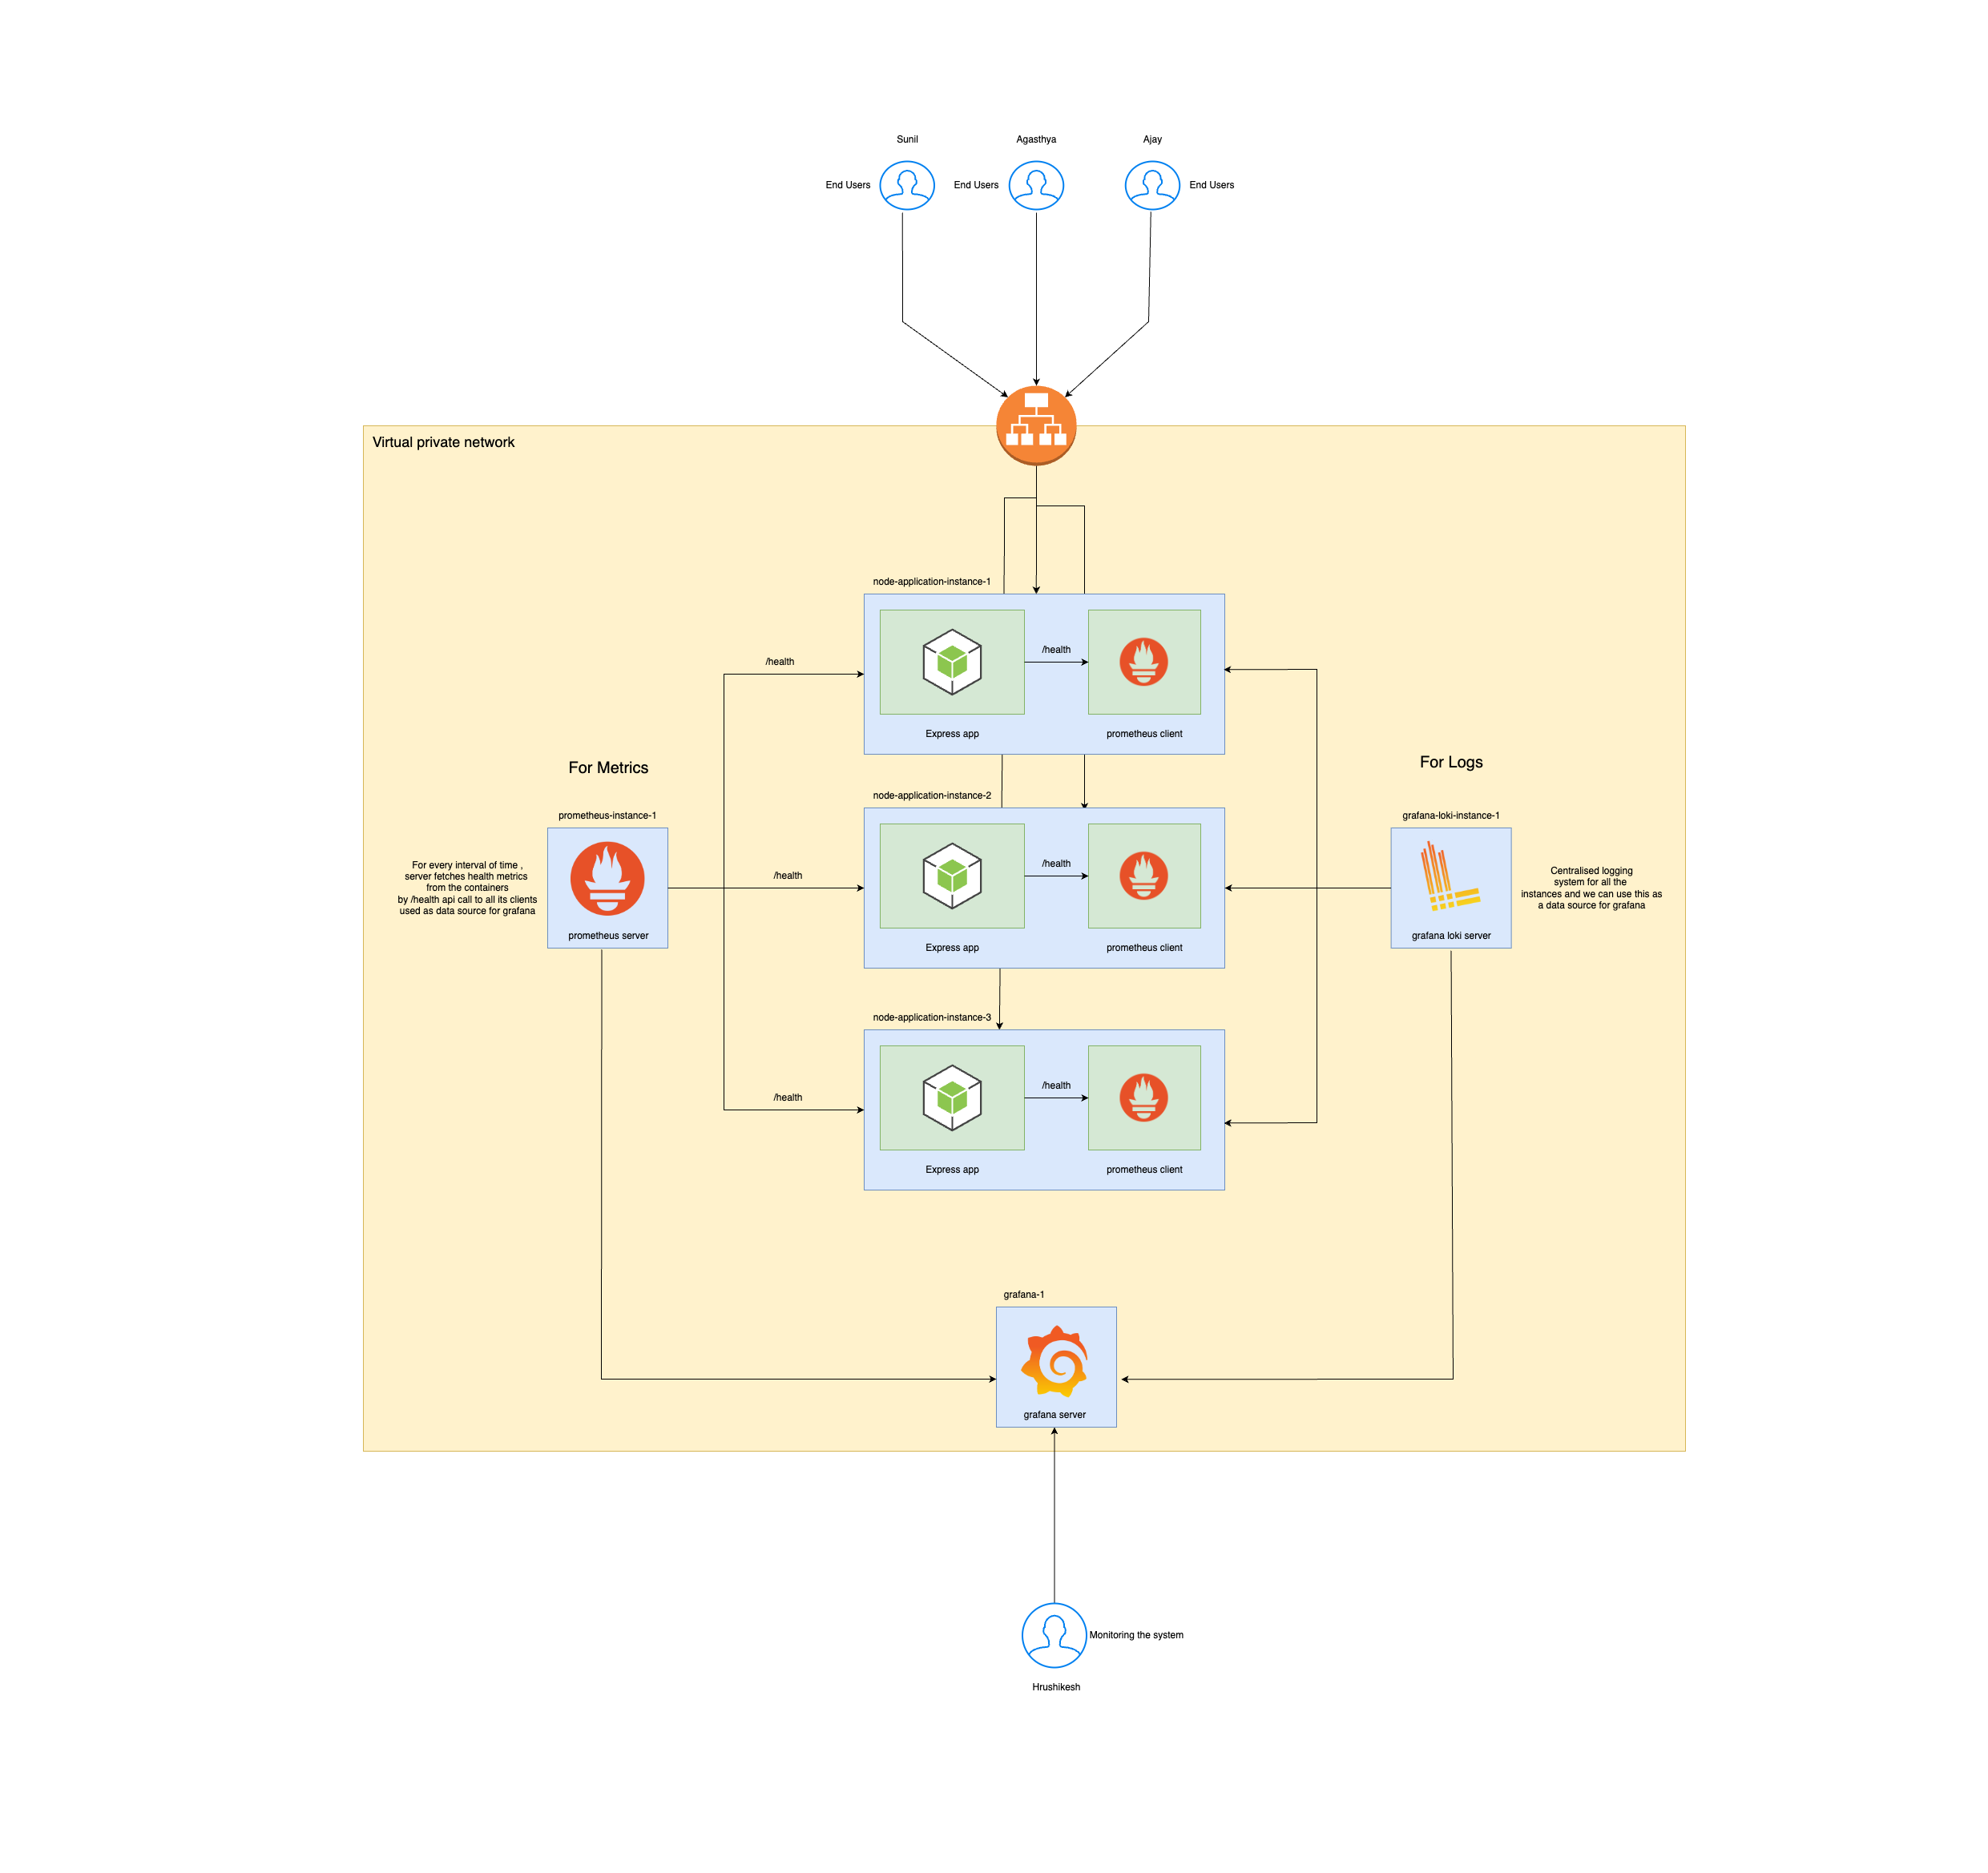 Sunil
Agasthya
Ajay
End Users
End Users
End Users
Virtual private network
node-application-instance-1
/health
/health
Express app
prometheus client
For Metrics
For Logs
node-application-instance-2
prometheus-instance-1
grafana-loki-instance-1
For every interval of time ,
server fetches health metrics
from the containers
by /health api call to all its clients
used as data source for grafana
prometheus server
/health
/health
Express app
prometheus client
grafana loki server
Centralised logging
system for all the
instances and we can use this as
a data source for grafana
node-application-instance-3
/health
/health
Express app
prometheus client
grafana-1
grafana server
Monitoring the system
Hrushikesh